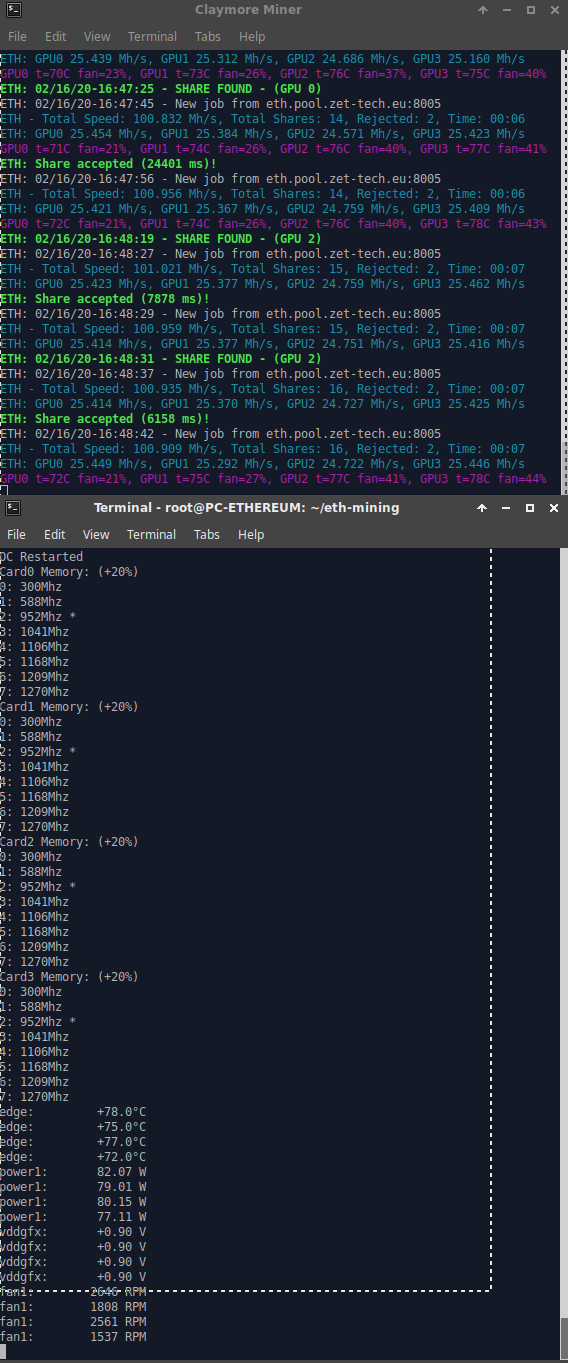 Claymore Miner
File Edit View Terminal Tabs Help
ETH: GPU0 25.439 Mh/s, GPU1 25.312 Mh/s, GPU2 24.686 Mh/s, GPU3 25.160 Mh/s
GPU0 t=70C fan=23%, GPU1 t=73C fan=26%, GPU2 t=76C fan=37%, GPU3 t=75C fan=40%
ETH: 02/16/20-16:47:25 - SHARE FOUND - (GPU 0)
ETH: 02/16/20-16:47:45 - New job from eth.pool.zet-tech.eu:8005
ETH - Total Speed: 100.832 Mh/s, Total Shares: 14, Rejected: 2, Time: 00:06
ETH: GPU0 25.454 Mh/s, GPU1 25.384 Mh/s, GPU2 24.571 Mh/s, GPU3 25.423 Mh/s
GPU0 t=71C fan=21%, GPU1 t=74C fan=26%, GPU2 t=76C fan=40%, GPU3 t=77C fan=41%
ETH: Share accepted (24401 ms)!
ETH: 02/16/20-16:47:56 - New job from eth.pool.zet-tech.eu:8005
ETH - Total Speed: 100.956 Mh/s, Total Shares: 14, Rejected: 2, Time: 00:06
ETH: GPU0 25.421 Mh/s, GPU1 25.367 Mh/s, GPU2 24.759 Mh/s, GPU3 25.409 Mh/s
GPU0 t=72C fan=21%, GPU1 t=74C fan=26%, GPU2 t=76C fan=40%, GPU3 t=78C fan=43%
ETH: 02/16/20-16:48:19 - SHARE FOUND - (GPU 2)
ETH: 02/16/20-16:48:27 - New job from eth.pool.zet-tech.eu:8005
ETH - Total Speed: 101.021 Mh/s, Total Shares: 15, Rejected: 2, Time: 00:07
ETH: GPU0 25.423 Mh/s, GPU1 25.377 Mh/s, GPU2 24.759 Mh/s, GPU3 25.462 Mh/s
ETH: Share accepted (7878 ms)!
ETH: 02/16/20-16:48:29 - New job from eth.pool.zet-tech.eu:8005
ETH - Total Speed: 100.959 Mh/s, Total Shares: 15, Rejected: 2, Time: 00:07
ETH: GPU0 25.414 Mh/s, GPU1 25.377 Mh/s, GPU2 24.751 Mh/s, GPU3 25.416 Mh/s
ETH: 02/16/20-16:48:31 - SHARE FOUND - (GPU 2)
ETH: 02/16/20-16:48:37 - New job from eth.pool.zet-tech.eu:8005
ETH - Total Speed: 100.935 Mh/s, Total Shares: 16, Rejected: 2, Time: 00:07
ETH: GPU0 25.414 Mh/s, GPU1 25.370 Mh/s, GPU2 24.727 Mh/s, GPU3 25.425 Mh/s
ETH: Share accepted (6158 ms)!
ETH: 02/16/20-16:48:42 - New job from eth.pool.zet-tech.eu:8005
ETH - Total Speed: 100.909 Mh/s, Total Shares: 16, Rejected: 2, Time: 00:07
ETH: GPU0 25.449 Mh/s, GPU1 25.292 Mh/s, GPU2 24.722 Mh/s, GPU3 25.446 Mh/s
GPU0 t=72C fan=21%, GPU1 t=75C fan=27%, GPU2 t=77C fan=41%, GPU3 t=78C fan=44%
Terminal - root@PC-ETHEREUM: ~/eth-mining
File Edit View Terminal Tabs Help
OC Restarted
Card0 Memory: (+20%)
0: 300Mhz
1: 588Mhz
2: 952Mhz *
3: 1041Mhz
4: 1106Mhz
5: 1168Mhz
6: 1209Mhz
7: 1270Mhz
Card1 Memory: (+20%)
0: 300Mhz
1: 588Mhz
2: 952Mhz *
3: 1041Mhz
4: 1106Mhz
5: 1168Mhz
6: 1209Mhz
7: 1270Mhz
Card2 Memory: (+20%)
0: 300Mhz
1: 588Mhz
2: 952Mhz *
3: 1041Mhz
4: 1106Mhz
5: 1168Mhz
6: 1209Mhz
7: 1270Mhz
Card3 Memory: (+20%)
0: 300Mhz
1: 588Mhz
2: 952Mhz *
3: 1041Mhz
4: 1106Mhz
5: 1168Mhz
6: 1209Mhz
7: 1270Mhz
edge: +78.0°C
edge: +75.0°C
edge: +77.0°C
edge: +72.0°C
power1: 82.07 W
power1: 79.01 W
power1: 80.15 W
power1: 77.11 W
vddgfx: +0.90 V
vddgfx: +0.90 V
vddgfx: +0.90 V
vddgfx: +0.90 V
fan1: 2646 RPM
fan1: 1808 RPM
fan1: 2561 RPM
fan1: 1537 RPM